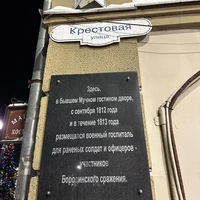 Крестовая
улица
Здесь,
в бывшем Мучном гостином дворе,
с сентября 1812 года
и в течение 1813 года
размещался военный госпиталь
для раненых солдат и офицеров -
участников
Бородинского сражения.